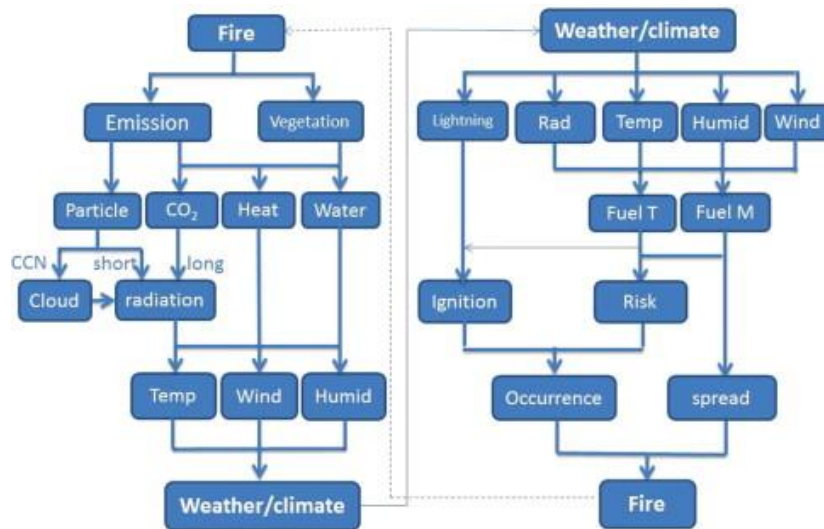 Fire
Emission
Vegetation
Particle
CO₂
Heat
Water
CCN
short
long
Cloud
radiation
Temp
Wind
Humid
Weather/climate
Weather/climate
Lightning
Rad
Temp
Humid
Wind
Fuel T
Fuel M
Ignition
Risk
Occurrence
spread
Fire